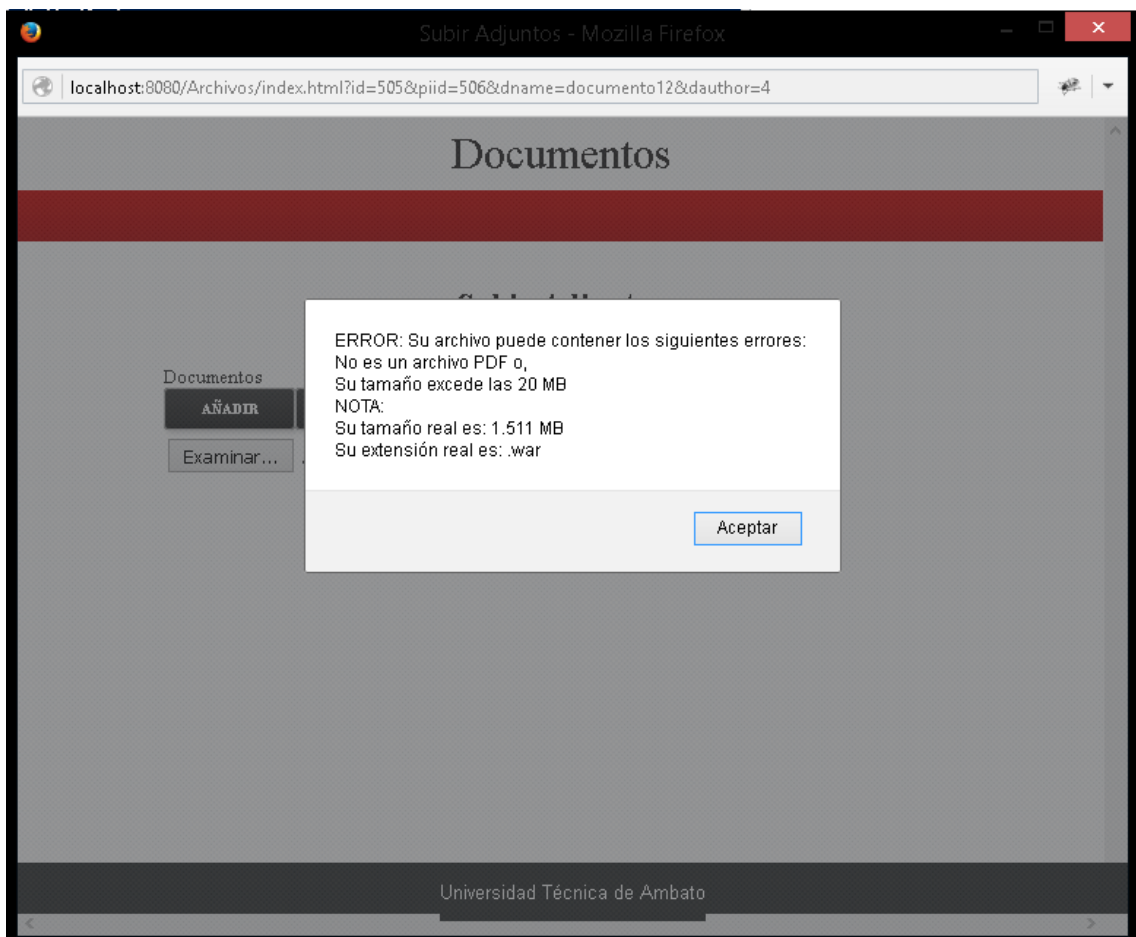 Subir Adjuntos - Mozilla Firefox
localhost:8080/Archivos/index.html?id=505&piid=506&dname=documento12&dauthor=4
Documentos
ERROR: Su archivo puede contener los siguientes errores:
No es un archivo PDF o,
Su tamaño excede las 20 MB
NOTA:
Su tamaño real es: 1.511 MB
Su extensión real es: .war
Documentos
AÑADIR
Examinar...
Aceptar
Universidad Técnica de Ambato